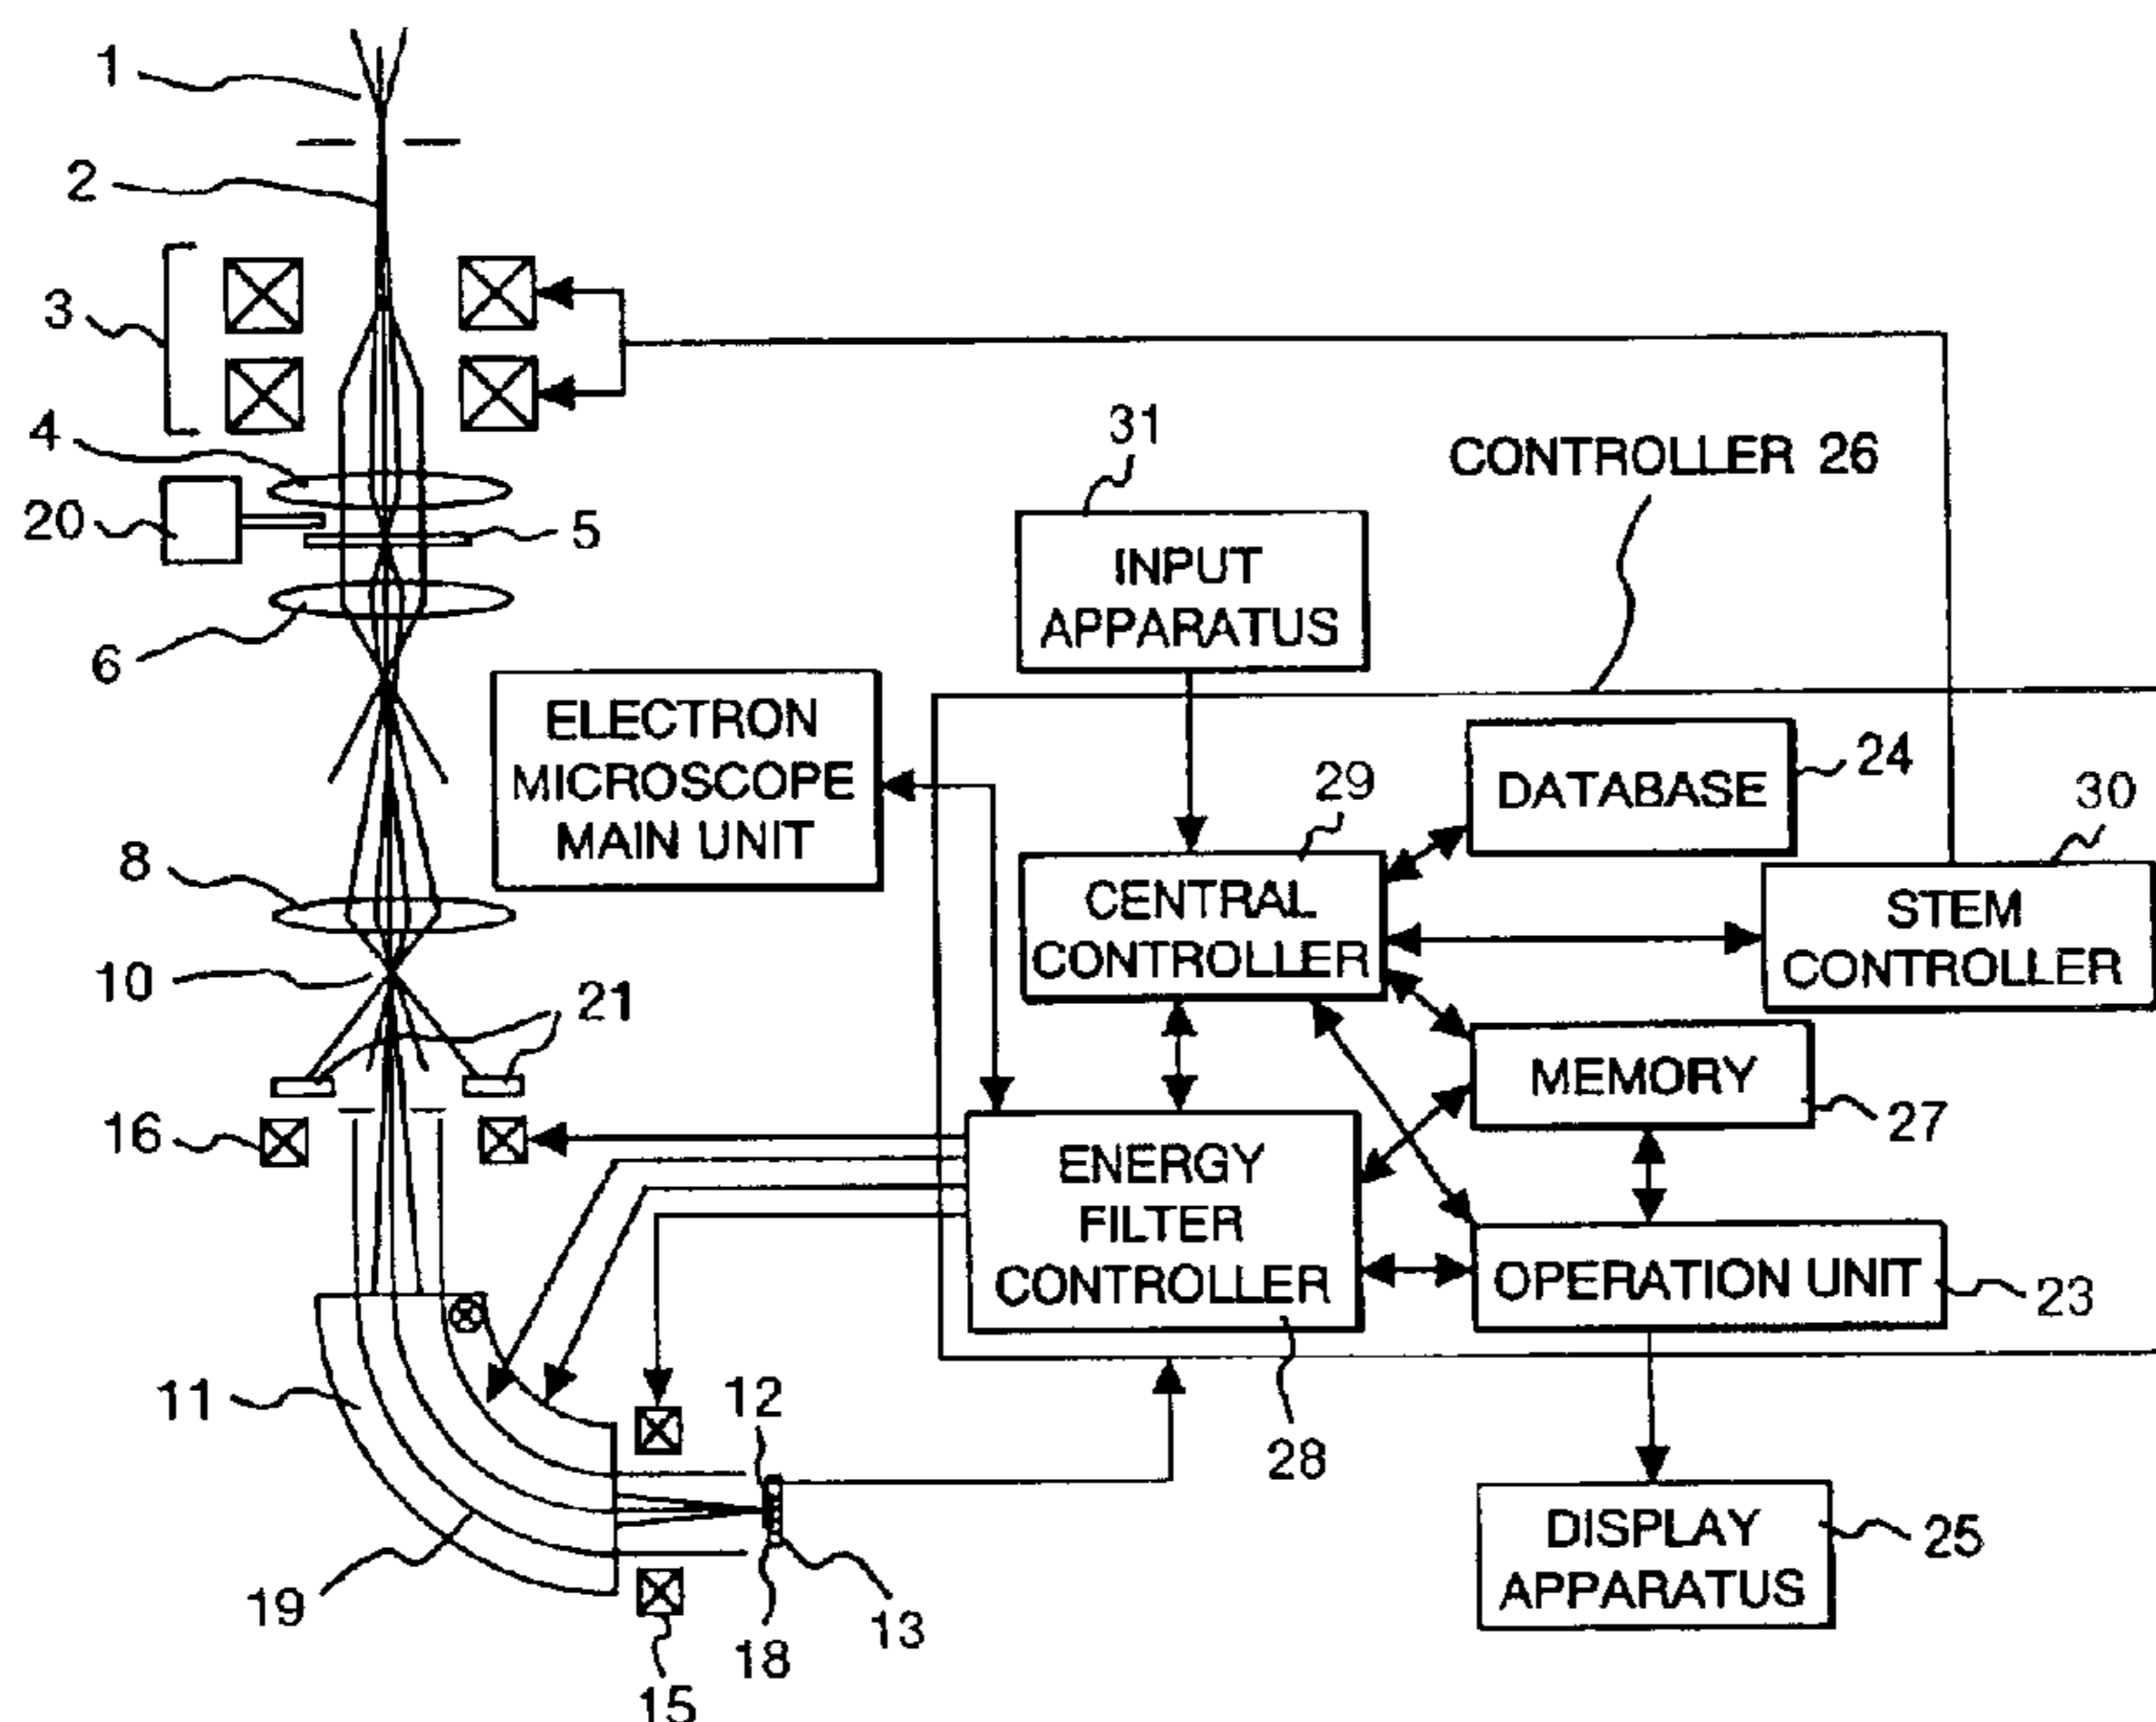 1
2
3
4
20
5
6
31
CONTROLLER 26
INPUT
APPARATUS
ELECTRON
MICROSCOPE
MAIN UNIT
29
DATABASE
24
30
8
CENTRAL
CONTROLLER
STEM
CONTROLLER
10
21
MEMORY
27
16
ENERGY
FILTER
CONTROLLER
OPERATION UNIT
23
11
12
28
DISPLAY
APPARATUS
25
19
18
13
15